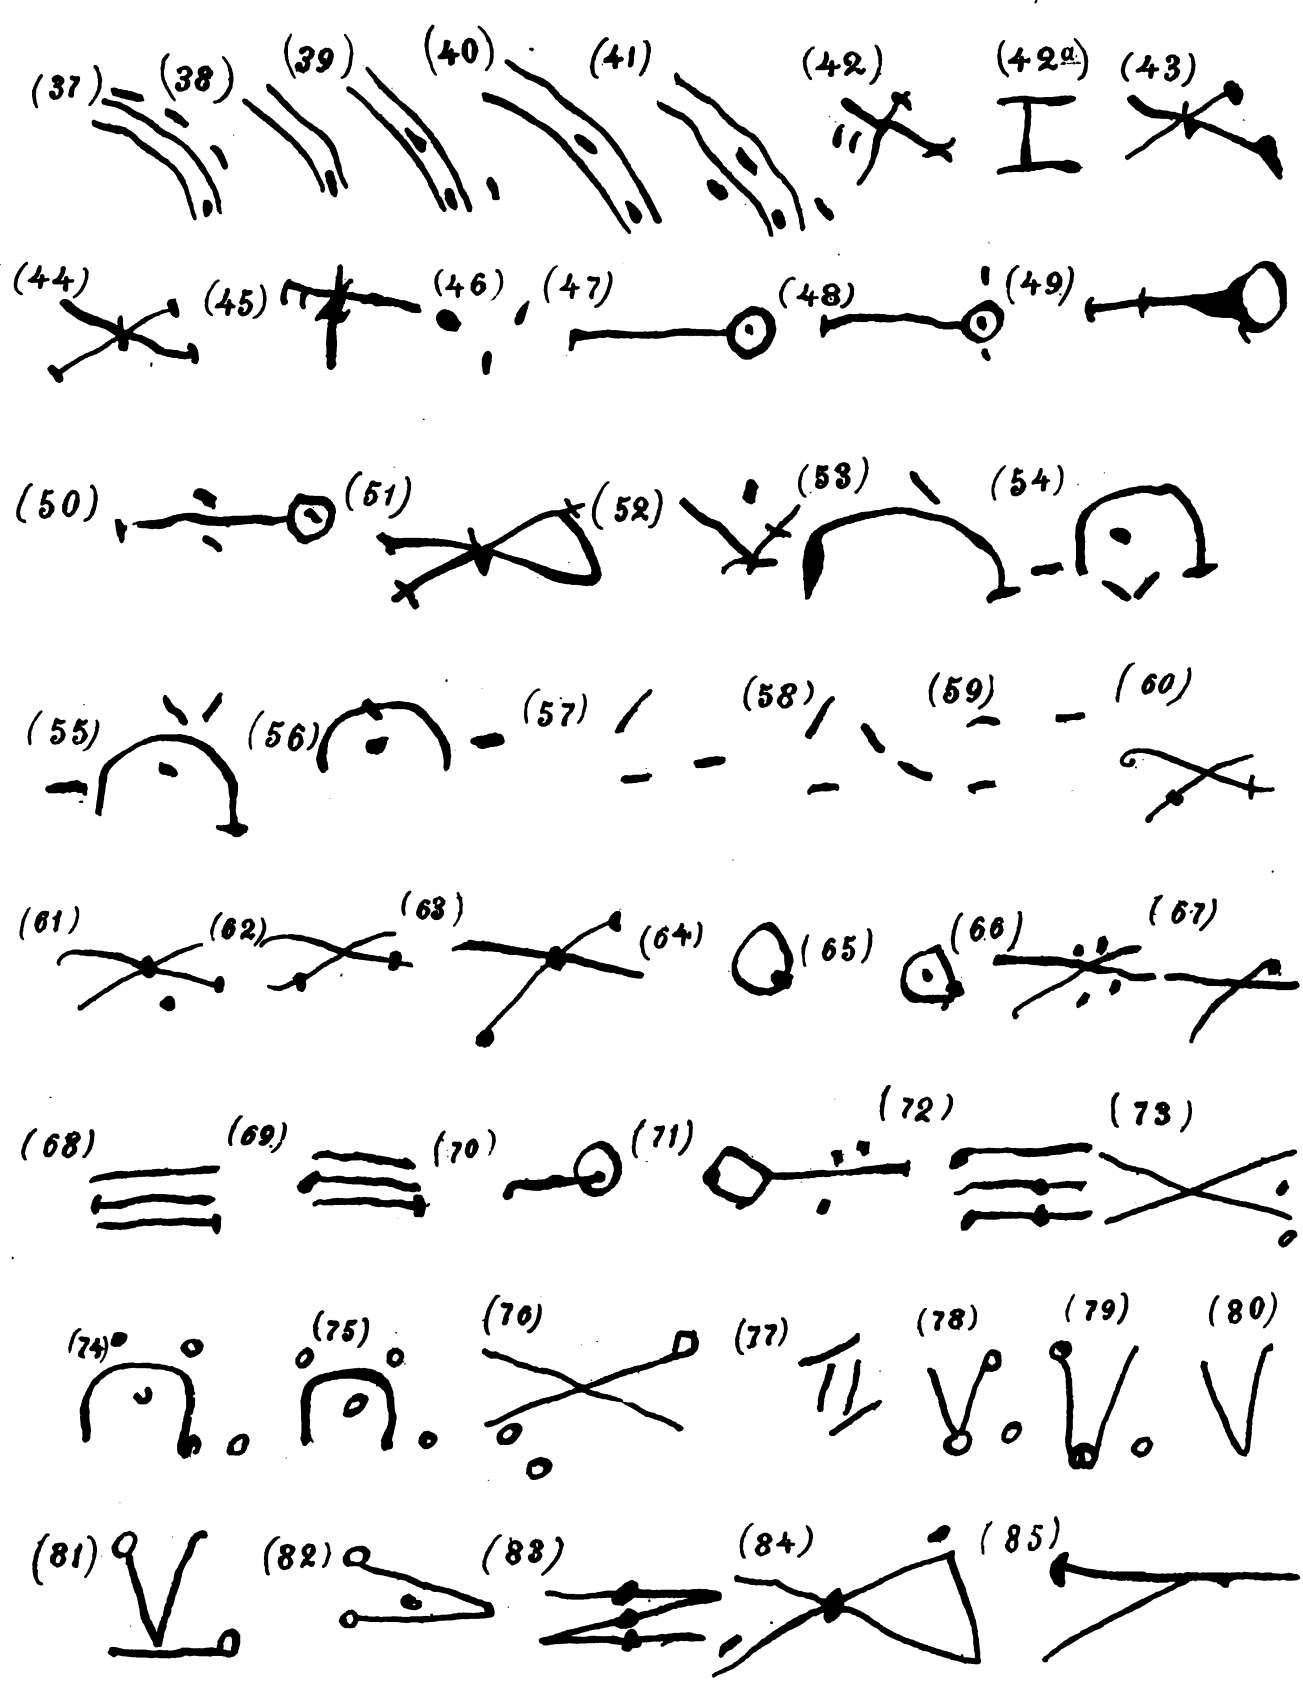 (37) (38) (39) (40) (41) (42) (42a) (43)
(44) (45) (46) (47) (48) (49)
(50) (51) (52) (53) (54)
(55) (56) (57) (58) (59) (60)
(61) (62) (63) (64) (65) (66) (67)
(68) (69) (70) (71) (72) (73)
(74) (75) (76) (77) (78) (79) (80)
(81) (82) (83) (84) (85)